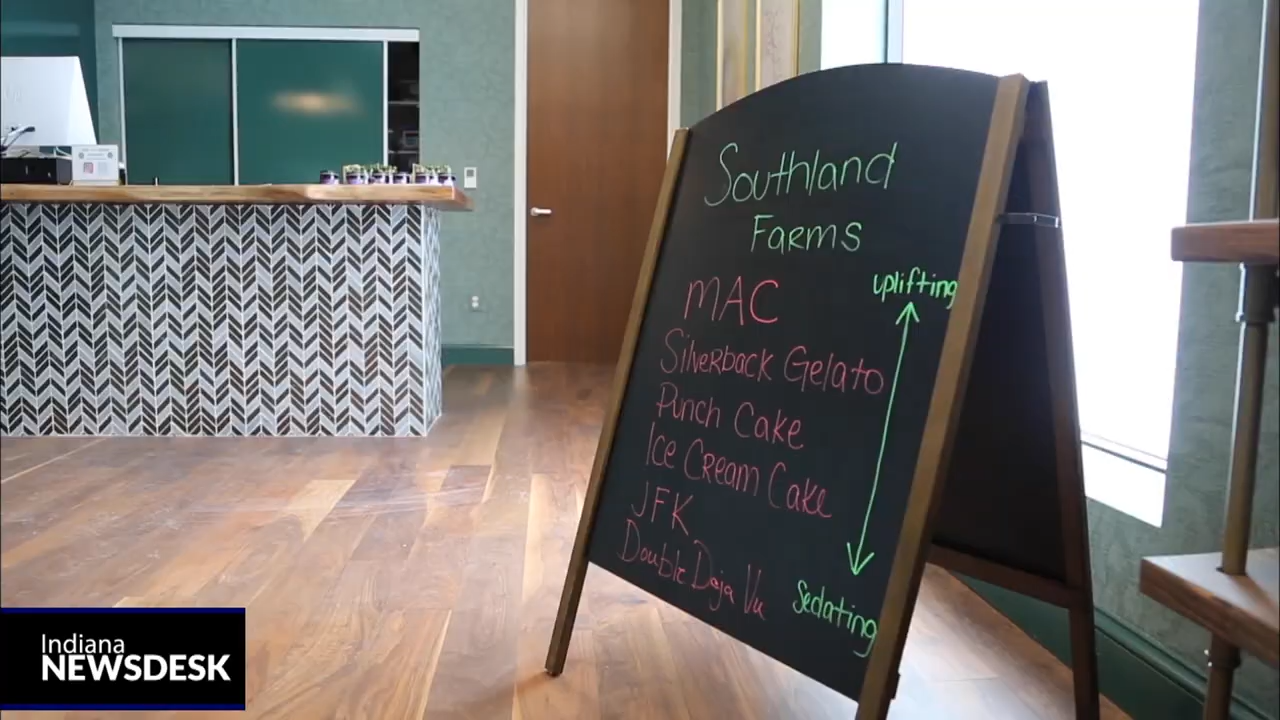 Southland
Farms
uplifting
MAC
Silverback Gelato
Punch Cake
Ice Cream Cake
JFK
Double Deja Vu
Sedating
Indiana
NEWSDESK